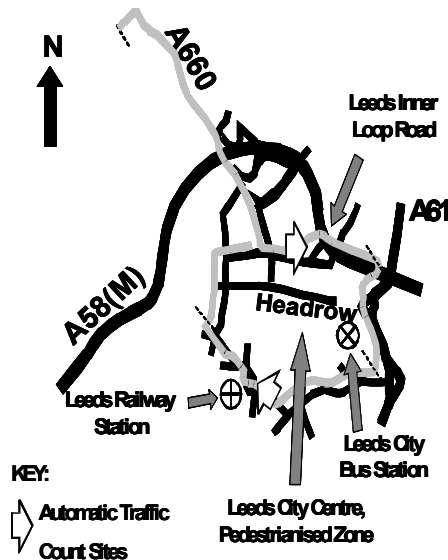 N
A660
Leeds Inner
Loop Road
A61
A58(M)
Headrow
Leeds Railway
Station
Leeds City
Bus Station
KEY:
Automatic Traffic
Count Sites
Leeds City Centre,
Pedestrianised Zone